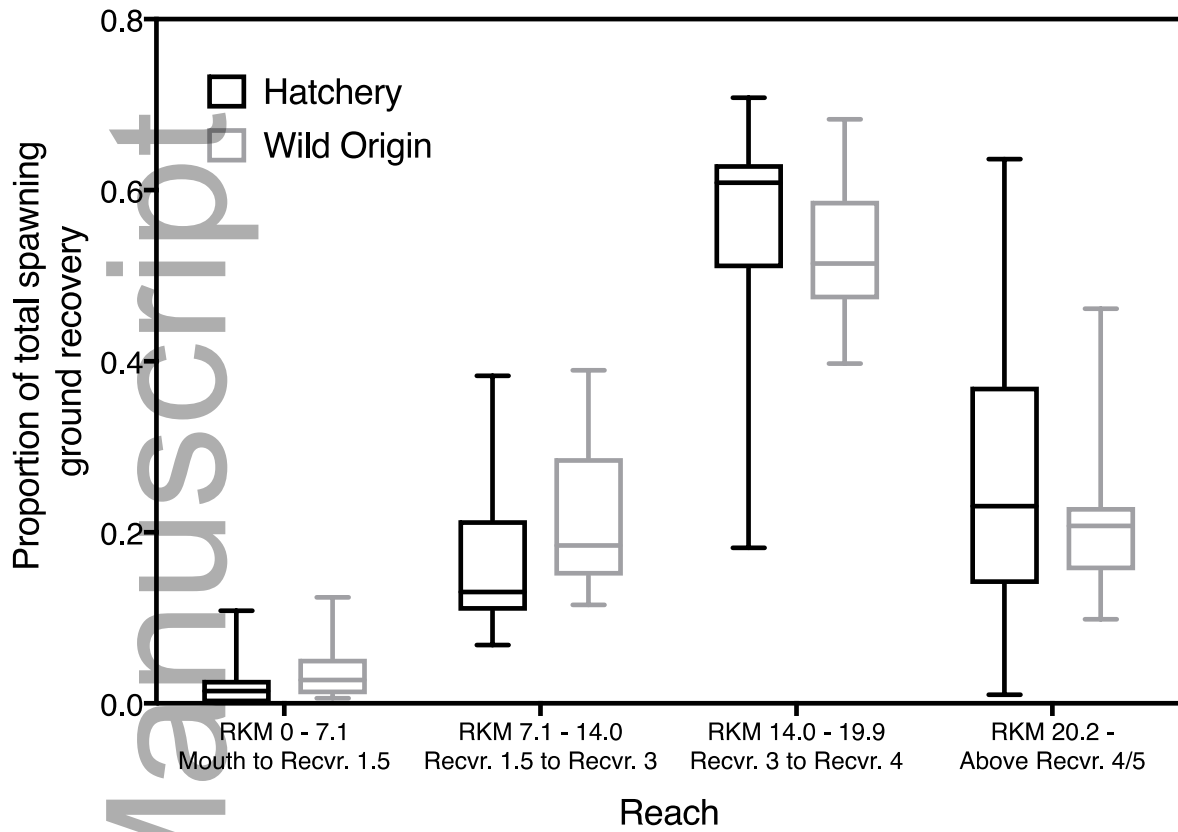 0.8
Hatchery
Wild Origin
0.6
0.4
0.2
0.0
Proportion of total spawning
ground recovery
Manuscript
RKM 0 - 7.1
Mouth to Recvr. 1.5
RKM 7.1 - 14.0
Recvr. 1.5 to Recvr. 3
RKM 14.0 - 19.9
Recvr. 3 to Recvr. 4
RKM 20.2 -
Above Recvr. 4/5
Reach